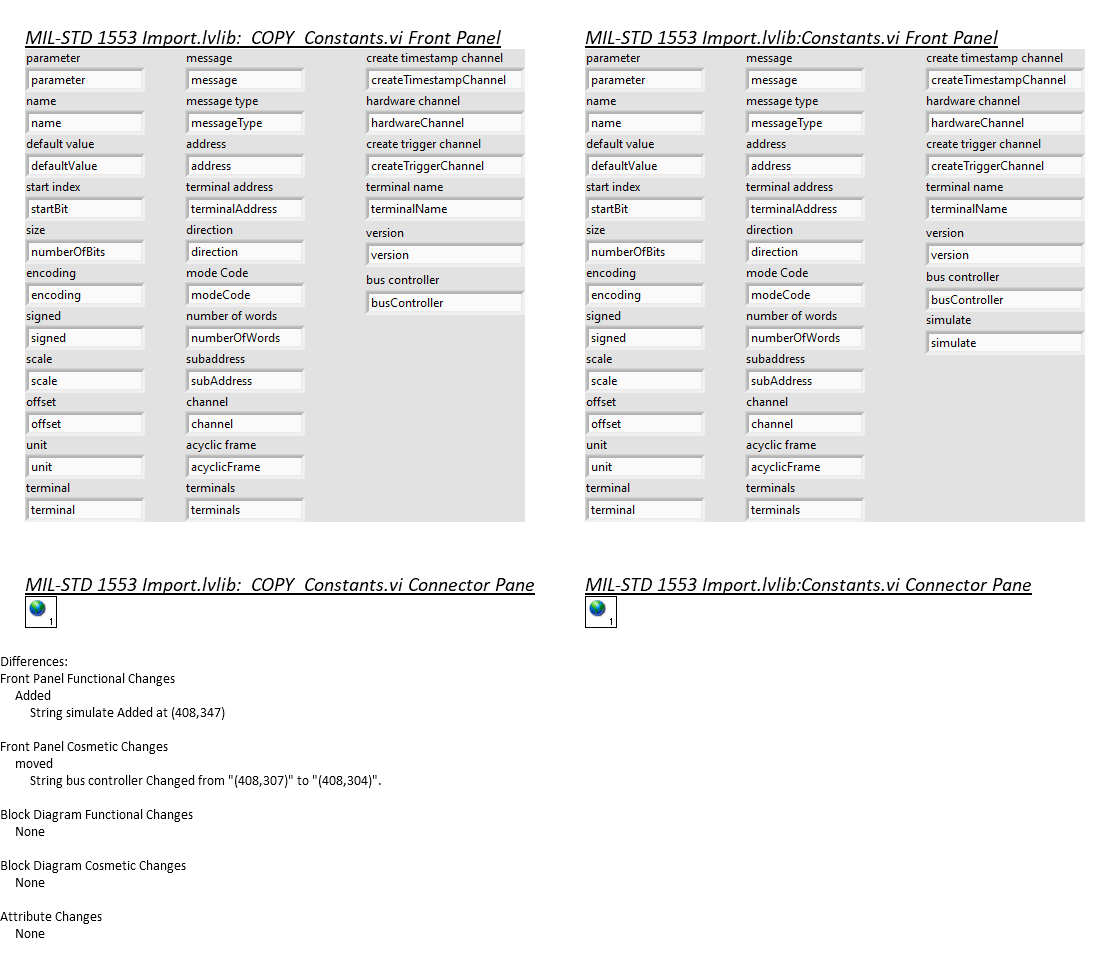 MIL-STD 1553 Import.lvlib:_COPY_Constants.vi Front Panel
parameter
parameter
name
name
default value
defaultValue
start index
startBit
size
numberOfBits
encoding
encoding
signed
signed
scale
scale
offset
offset
unit
unit
terminal
terminal
message
message
message type
messageType
address
address
terminal address
terminalAddress
direction
direction
mode Code
modeCode
number of words
numberOfWords
subaddress
subAddress
channel
channel
acyclic frame
acyclicFrame
terminals
terminals
create timestamp channel
createTimestampChannel
hardware channel
hardwareChannel
create trigger channel
createTriggerChannel
terminal name
terminalName
version
version
bus controller
busController
MIL-STD 1553 Import.lvlib:Constants.vi Front Panel
parameter
parameter
name
name
default value
defaultValue
start index
startBit
size
numberOfBits
encoding
encoding
signed
signed
scale
scale
offset
offset
unit
unit
terminal
terminal
message
message
message type
messageType
address
address
terminal address
terminalAddress
direction
direction
mode Code
modeCode
number of words
numberOfWords
subaddress
subAddress
channel
channel
acyclic frame
acyclicFrame
terminals
terminals
create timestamp channel
createTimestampChannel
hardware channel
hardwareChannel
create trigger channel
createTriggerChannel
terminal name
terminalName
version
version
bus controller
busController
simulate
simulate
MIL-STD 1553 Import.lvlib:_COPY_Constants.vi Connector Pane
1
MIL-STD 1553 Import.lvlib:Constants.vi Connector Pane
1
Differences:
Front Panel Functional Changes
Added
String simulate Added at (408,347)
Front Panel Cosmetic Changes
moved
String bus controller Changed from "(408,307)" to "(408,304)".
Block Diagram Functional Changes
None
Block Diagram Cosmetic Changes
None
Attribute Changes
None